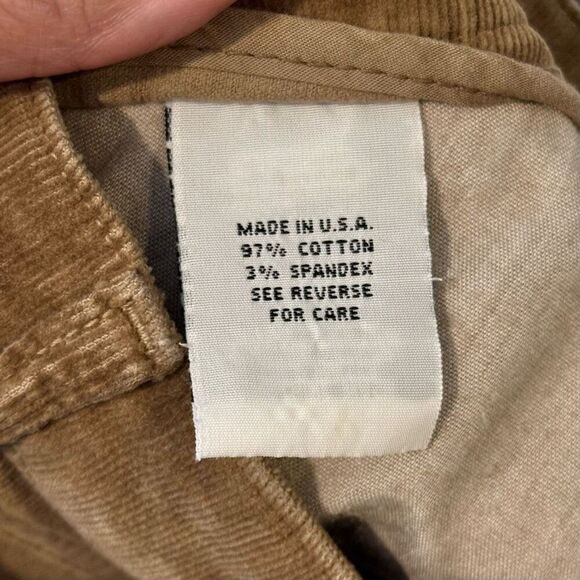 MADE IN U.S.A.
97% COTTON
3% SPANDEX
SEE REVERSE
FOR CARE